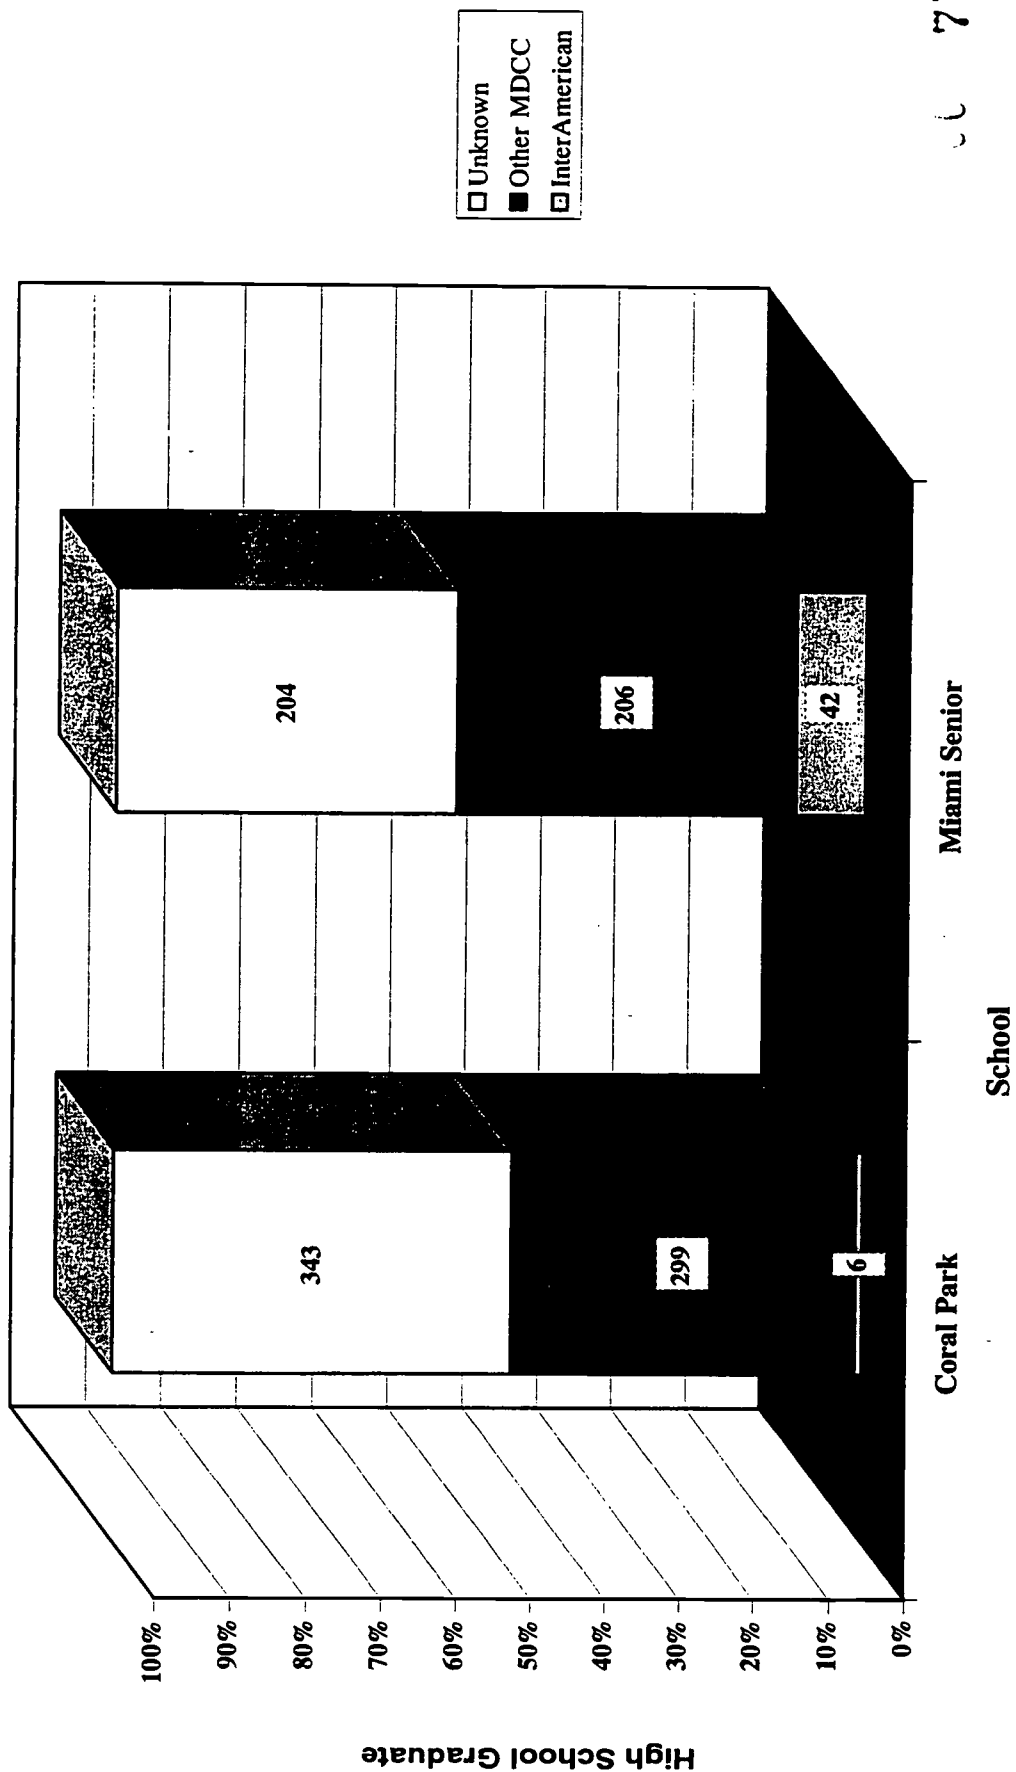 High School Graduate
100%
90%
80%
70%
60%
50%
40%
30%
20%
10%
0%
343
299
6
204
206
42
Coral Park
Miami Senior
School
Unknown
Other MDCC
InterAmerican